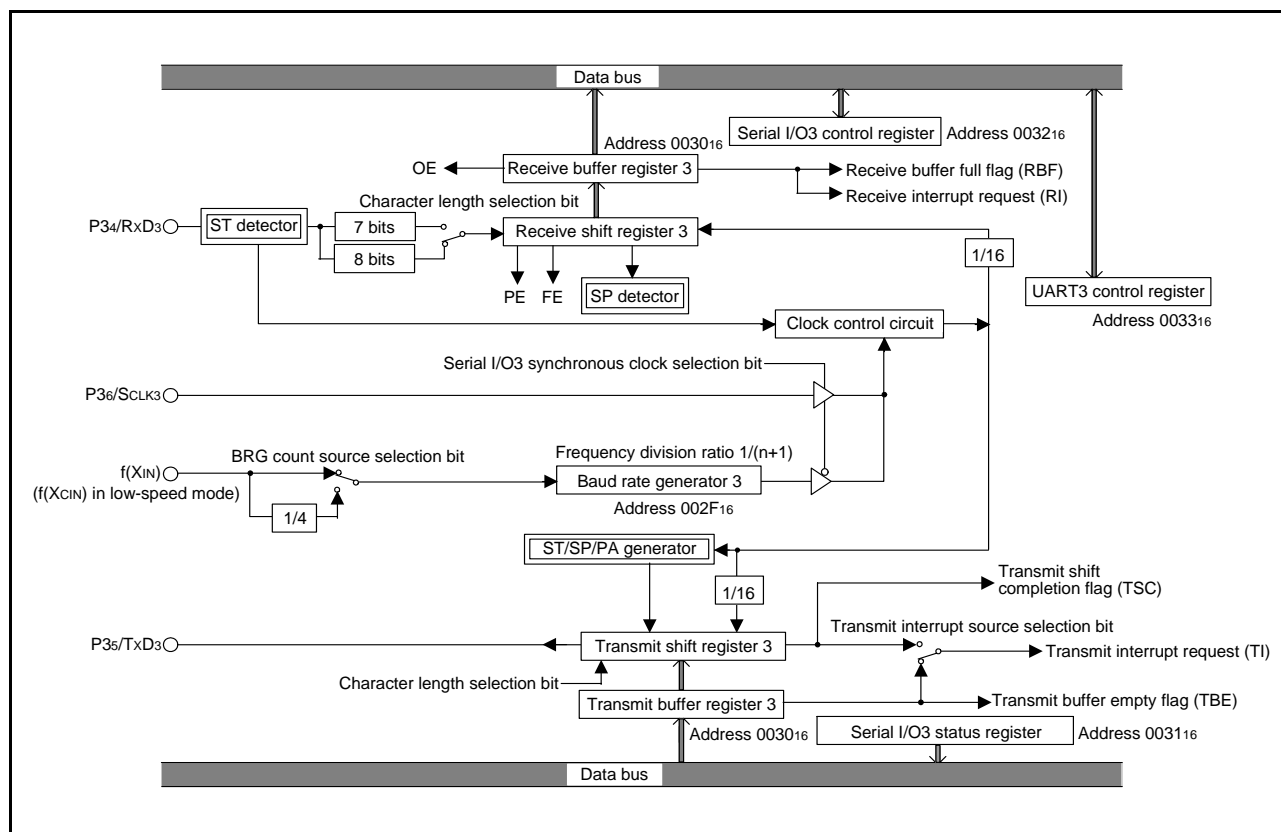 Data bus
Serial I/O3 control register Address 003216
Address 003016
OE Receive buffer register 3 Receive buffer full flag (RBF)
Receive interrupt request (RI)
Character length selection bit
P34/RXD3 ST detector 7 bits Receive shift register 3
8 bits
1/16
PE FE SP detector
UART3 control register
Address 003316
Clock control circuit
Serial I/O3 synchronous clock selection bit
P36/SCLK3
BRG count source selection bit Frequency division ratio 1/(n+1)
f(XIN)
(f(XCIN) in low-speed mode)
Baud rate generator 3
Address 002F16
1/4
ST/SP/PA generator
1/16
Transmit shift
completion flag (TSC)
Transmit interrupt source selection bit
P35/TXD3 Transmit shift register 3
Transmit interrupt request (TI)
Character length selection bit
Transmit buffer register 3 Transmit buffer empty flag (TBE)
Address 003016 Serial I/O3 status register Address 003116
Data bus